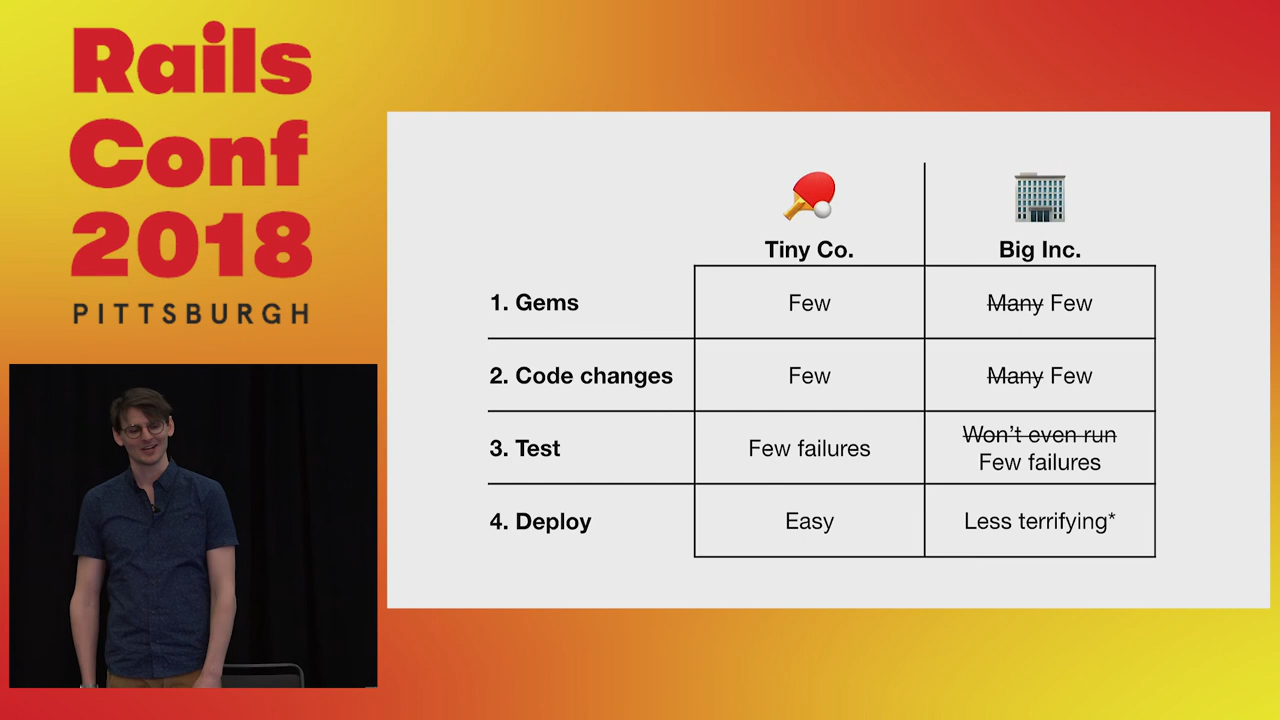 Rails
Conf
2018
PITTSBURGH
Tiny Co. Big Inc.
1. Gems Few Many Few
2. Code changes Few Many Few
3. Test Few failures Won't even run
Few failures
4. Deploy Easy Less terrifying*